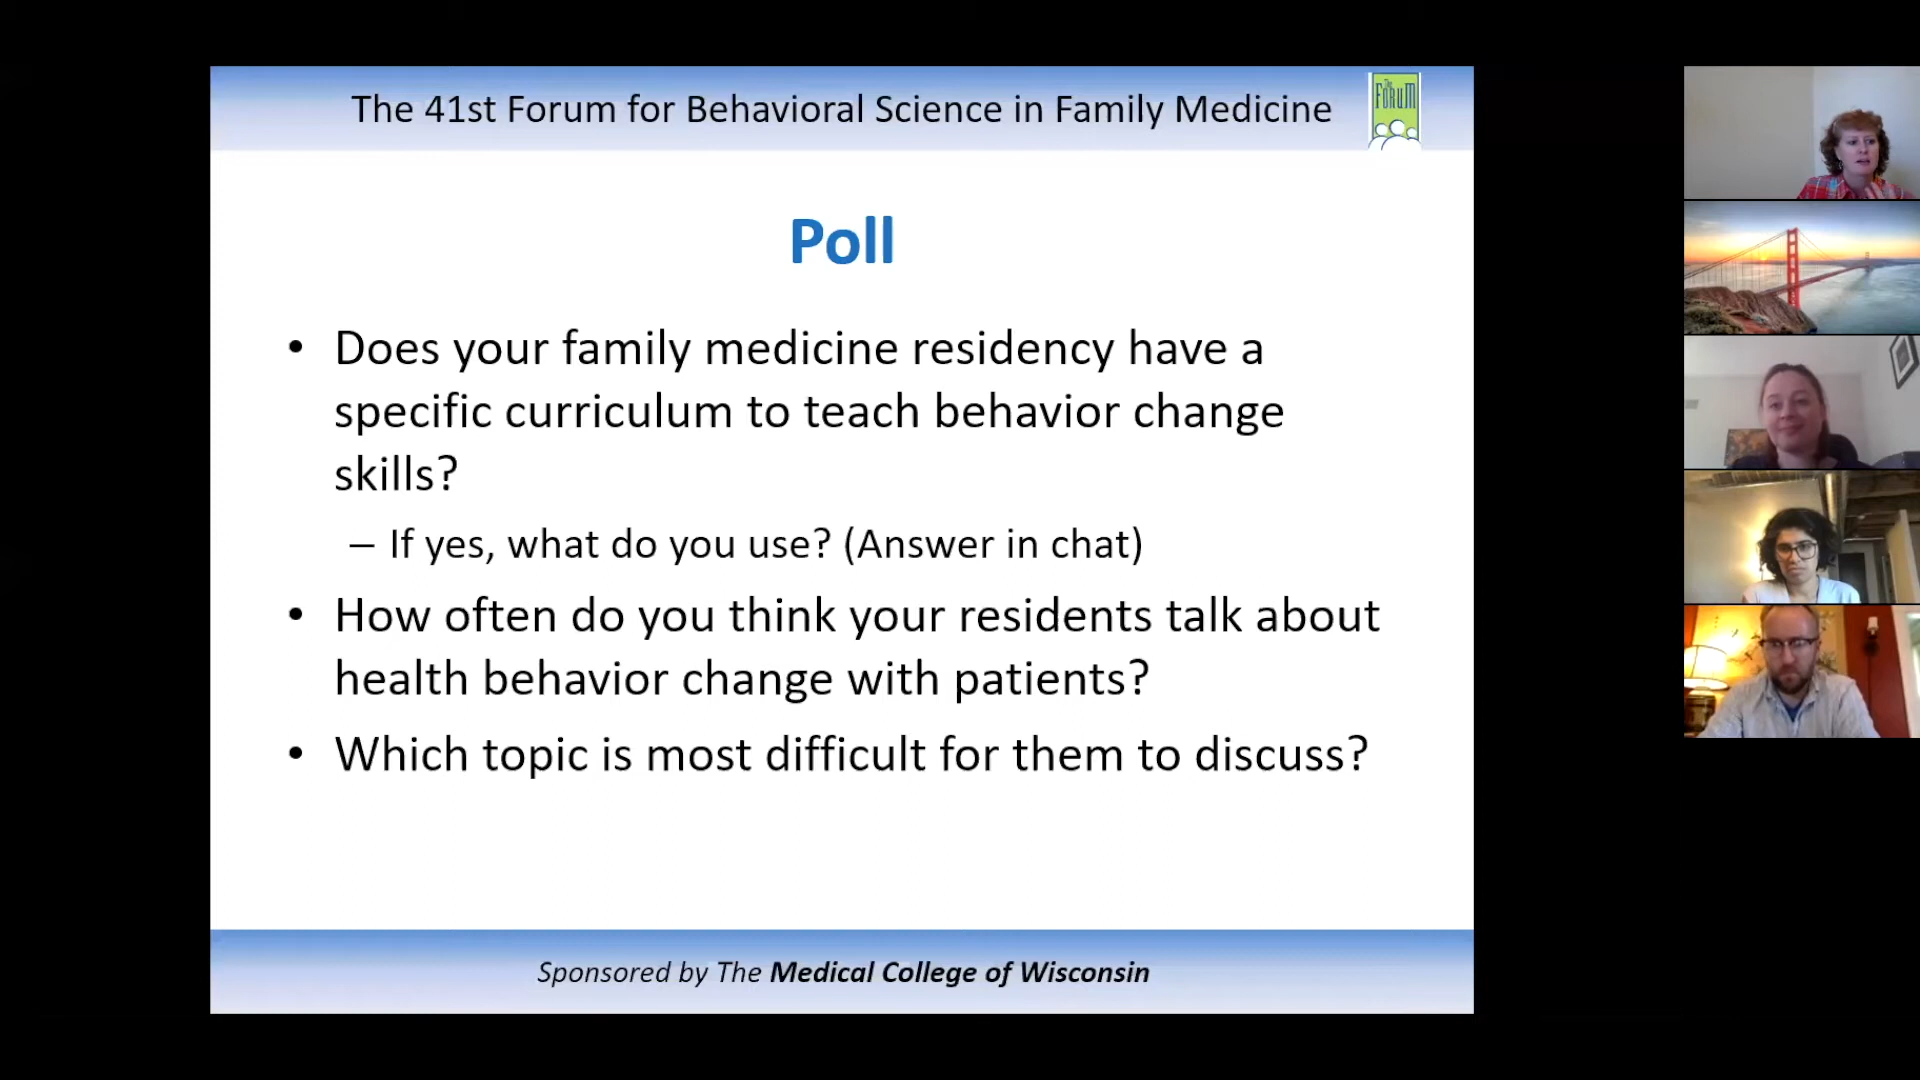 The 41st Forum for Behavioral Science in Family Medicine
The
FORUM
Poll
• Does your family medicine residency have a
specific curriculum to teach behavior change
skills?
– If yes, what do you use? (Answer in chat)
• How often do you think your residents talk about
health behavior change with patients?
• Which topic is most difficult for them to discuss?
Sponsored by The Medical College of Wisconsin